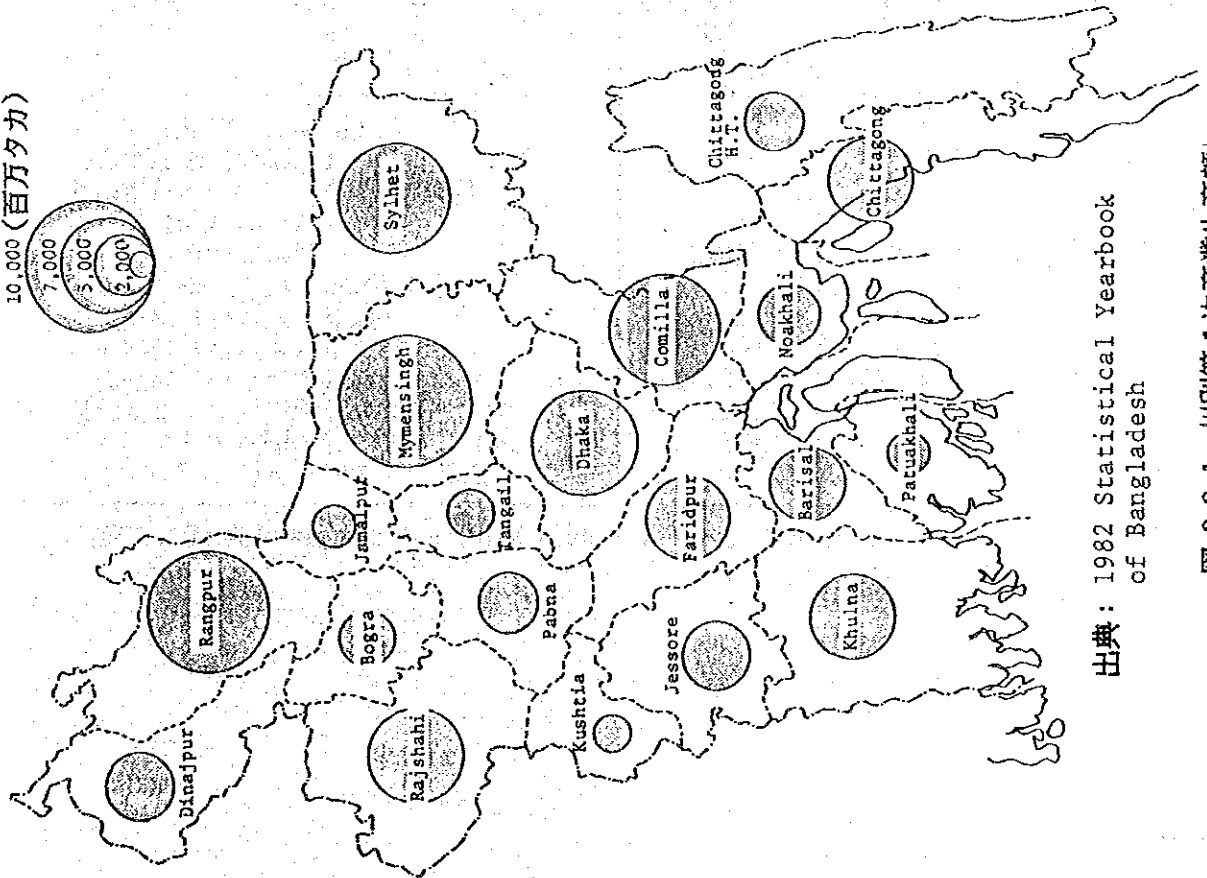 10,000 (百万タカ)
7,000
5,000
2,000
Dinajpur
Rangpur
Rajshahi
Bogra
Jamalpur
Mymensingh
Sylhet
Pabna
Tangail
Dhaka
Kushtia
Jessore
Faridpur
Comilla
Khulna
Barisal
Patuakhali
Noakhali
Chittagong
H.T.
Chittagong
出典: 1982 Statistical Yearbook
of Bangladesh